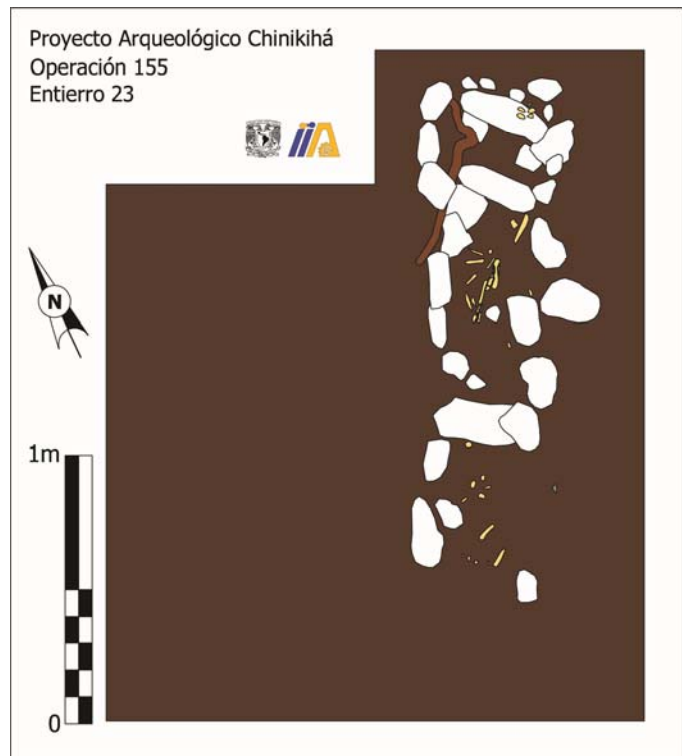 Proyecto Arqueológico Chinikihá
Operación 155
Entierro 23
N
1m
0